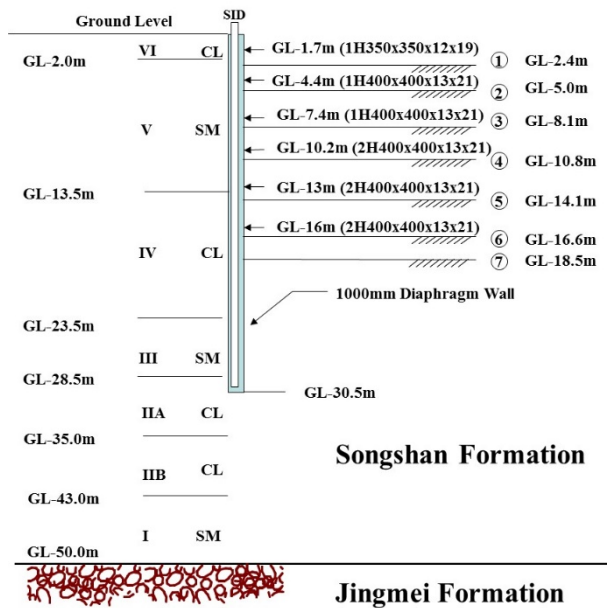 Ground Level
SID
VI CL
GL-1.7m (1H350x350x12x19)
GL-2.0m
① GL-2.4m
GL-4.4m (1H400x400x13x21)
② GL-5.0m
GL-7.4m (1H400x400x13x21)
V SM
③ GL-8.1m
GL-10.2m (2H400x400x13x21)
④ GL-10.8m
GL-13m (2H400x400x13x21)
GL-13.5m
⑤ GL-14.1m
GL-16m (2H400x400x13x21)
⑥ GL-16.6m
IV CL
⑦ GL-18.5m
1000mm Diaphragm Wall
GL-23.5m
III SM
GL-28.5m
GL-30.5m
IIA CL
GL-35.0m
Songshan Formation
IIB CL
GL-43.0m
I SM
GL-50.0m
Jingmei Formation